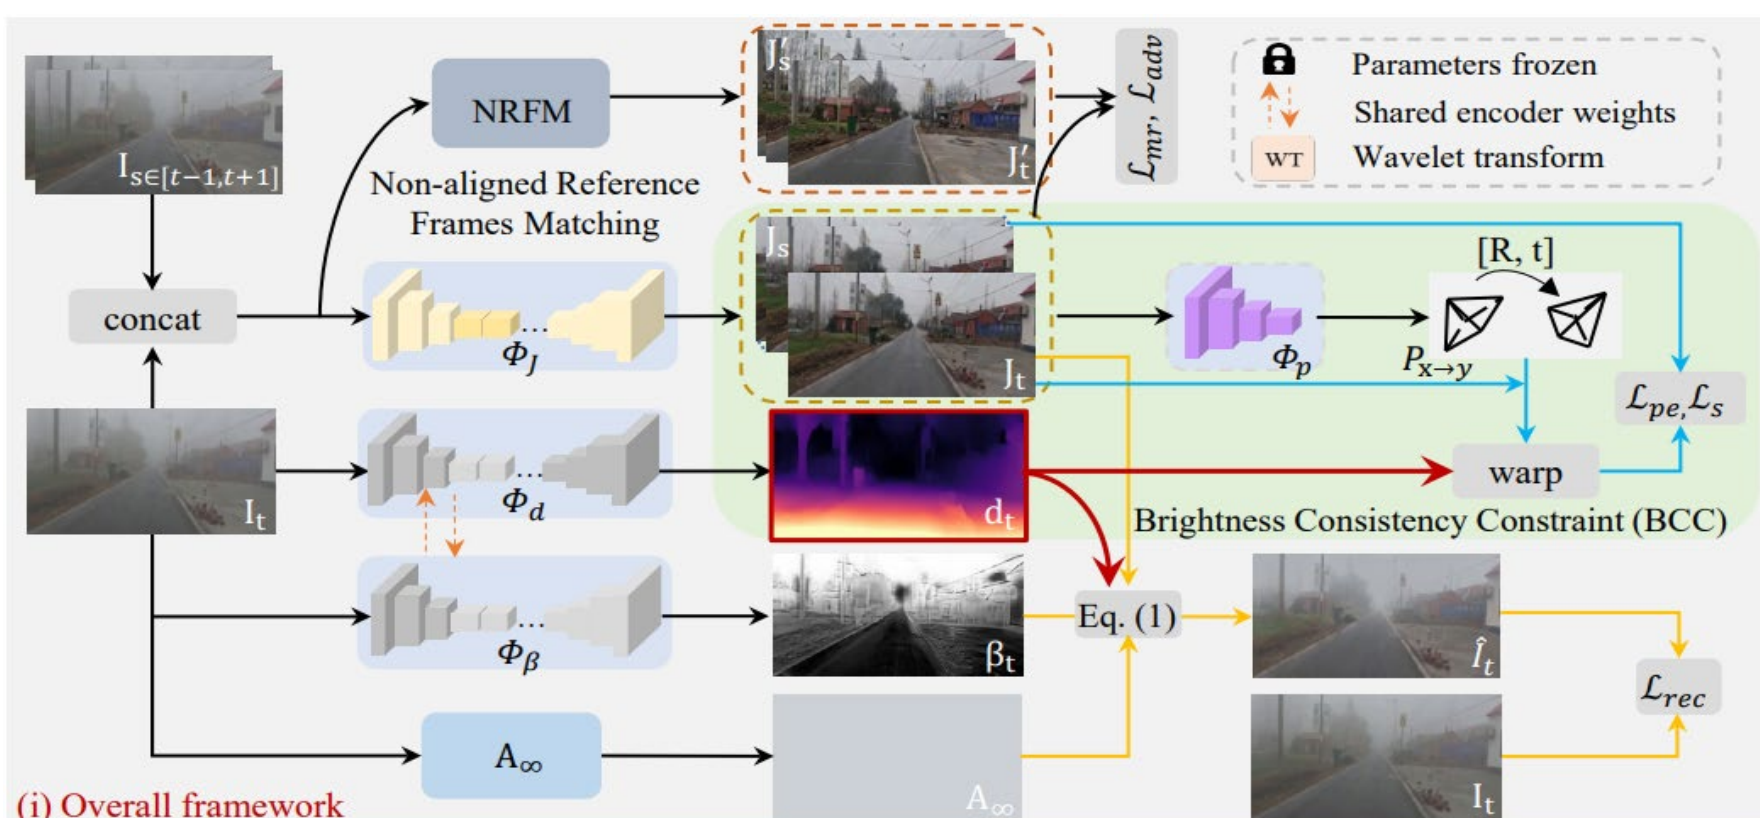 I_{s∈[t−1,t+1]}
NRFM
J'_s
J'_t
ℒ_{mr}, ℒ_{adv}
Parameters frozen
Shared encoder weights
WT
Wavelet transform
Non-aligned Reference
Frames Matching
concat
...
Φ_J
J_s
J_t
Φ_p
[R, t]
P_{x→y}
ℒ_{pe},ℒ_s
I_t
...
Φ_d
d_t
warp
Brightness Consistency Constraint (BCC)
...
Φ_β
β_t
Eq. (1)
Î_t
ℒ_{rec}
A_∞
A_∞
I_t
(i) Overall framework